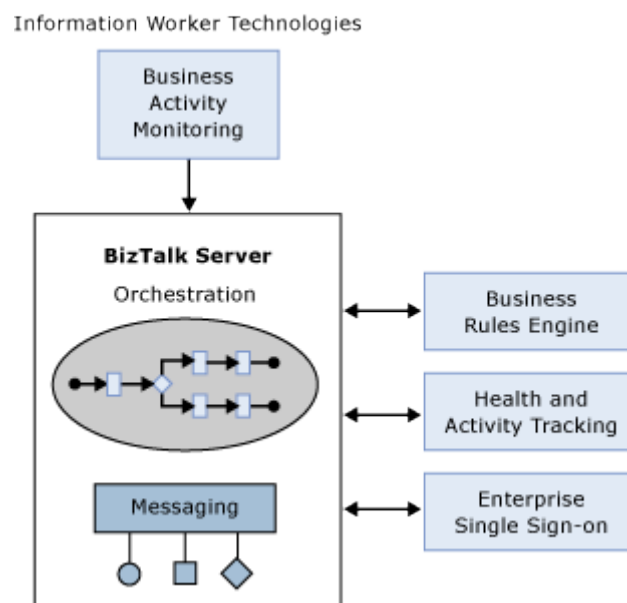 Information Worker Technologies
Business
Activity
Monitoring
BizTalk Server
Orchestration
Business
Rules Engine
Health and
Activity Tracking
Messaging
Enterprise
Single Sign-on